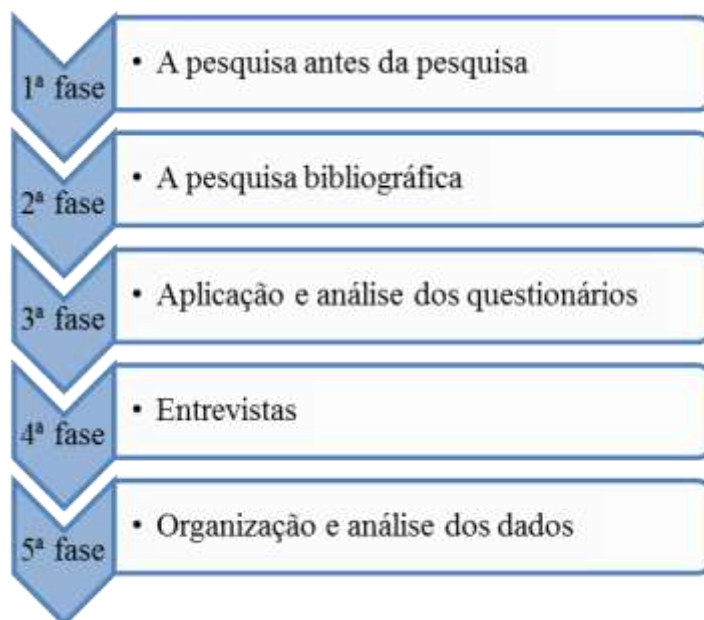 1ª fase
• A pesquisa antes da pesquisa
2ª fase
• A pesquisa bibliográfica
3ª fase
• Aplicação e análise dos questionários
4ª fase
• Entrevistas
5ª fase
• Organização e análise dos dados